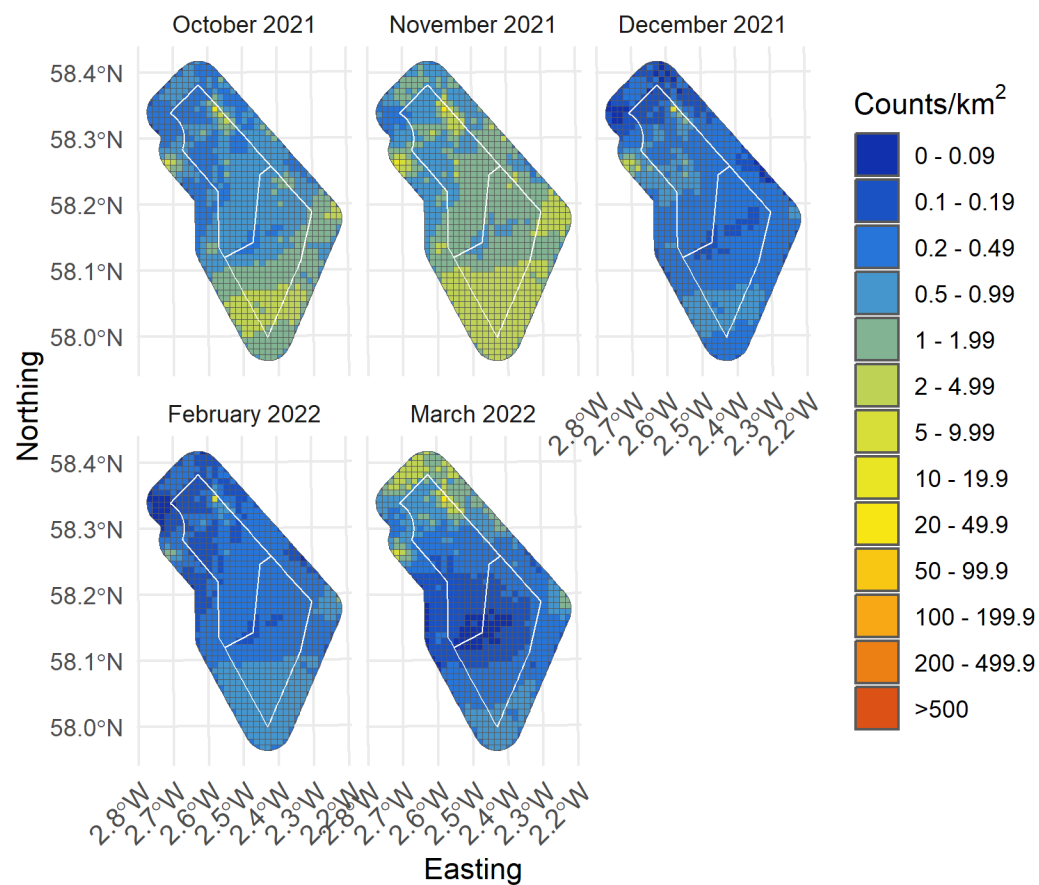 October 2021
November 2021
December 2021
58.4°N
58.3°N
58.2°N
58.1°N
58.0°N
2.8°W
2.7°W
2.6°W
2.5°W
2.4°W
2.3°W
2.2°W
February 2022
March 2022
58.4°N
58.3°N
58.2°N
58.1°N
58.0°N
2.8°W
2.7°W
2.6°W
2.5°W
2.4°W
2.3°W
2.2°W
2.8°W
2.7°W
2.6°W
2.5°W
2.4°W
2.3°W
2.2°W
Northing
Easting
Counts/km²
0 - 0.09
0.1 - 0.19
0.2 - 0.49
0.5 - 0.99
1 - 1.99
2 - 4.99
5 - 9.99
10 - 19.9
20 - 49.9
50 - 99.9
100 - 199.9
200 - 499.9
>500